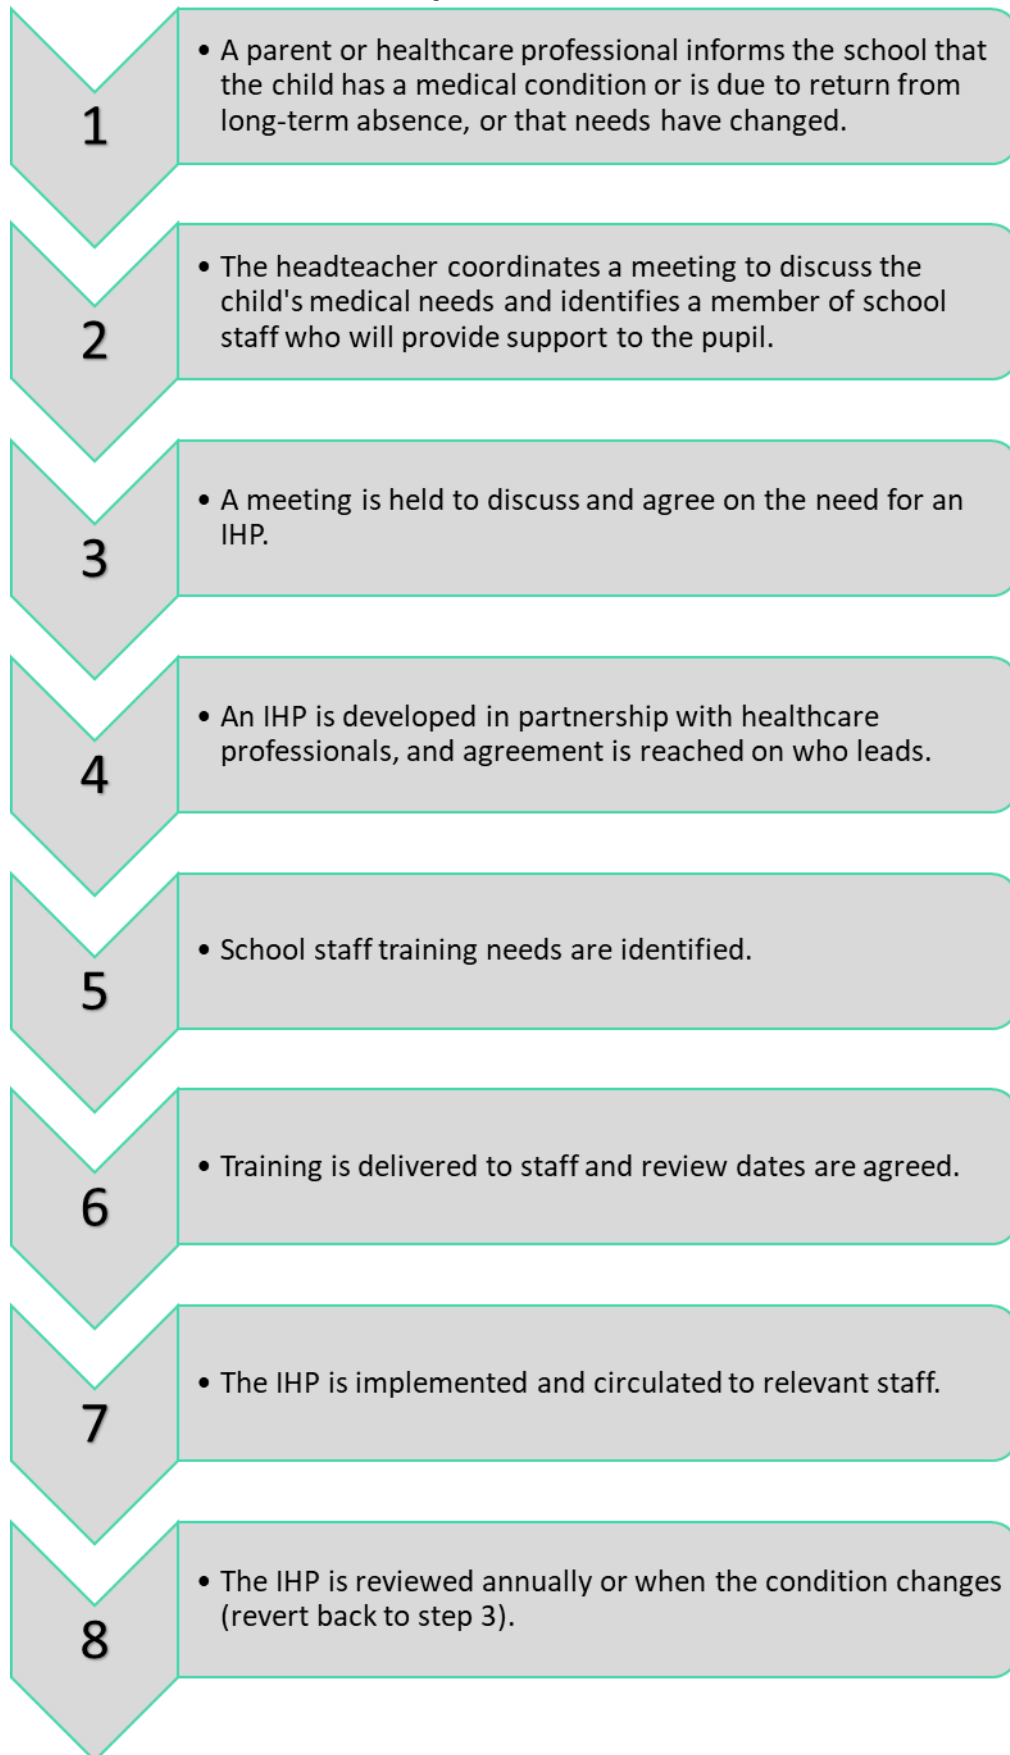 1
• A parent or healthcare professional informs the school that
the child has a medical condition or is due to return from
long-term absence, or that needs have changed.
2
• The headteacher coordinates a meeting to discuss the
child's medical needs and identifies a member of school
staff who will provide support to the pupil.
3
• A meeting is held to discuss and agree on the need for an
IHP.
4
• An IHP is developed in partnership with healthcare
professionals, and agreement is reached on who leads.
5
• School staff training needs are identified.
6
• Training is delivered to staff and review dates are agreed.
7
• The IHP is implemented and circulated to relevant staff.
8
• The IHP is reviewed annually or when the condition changes
(revert back to step 3).